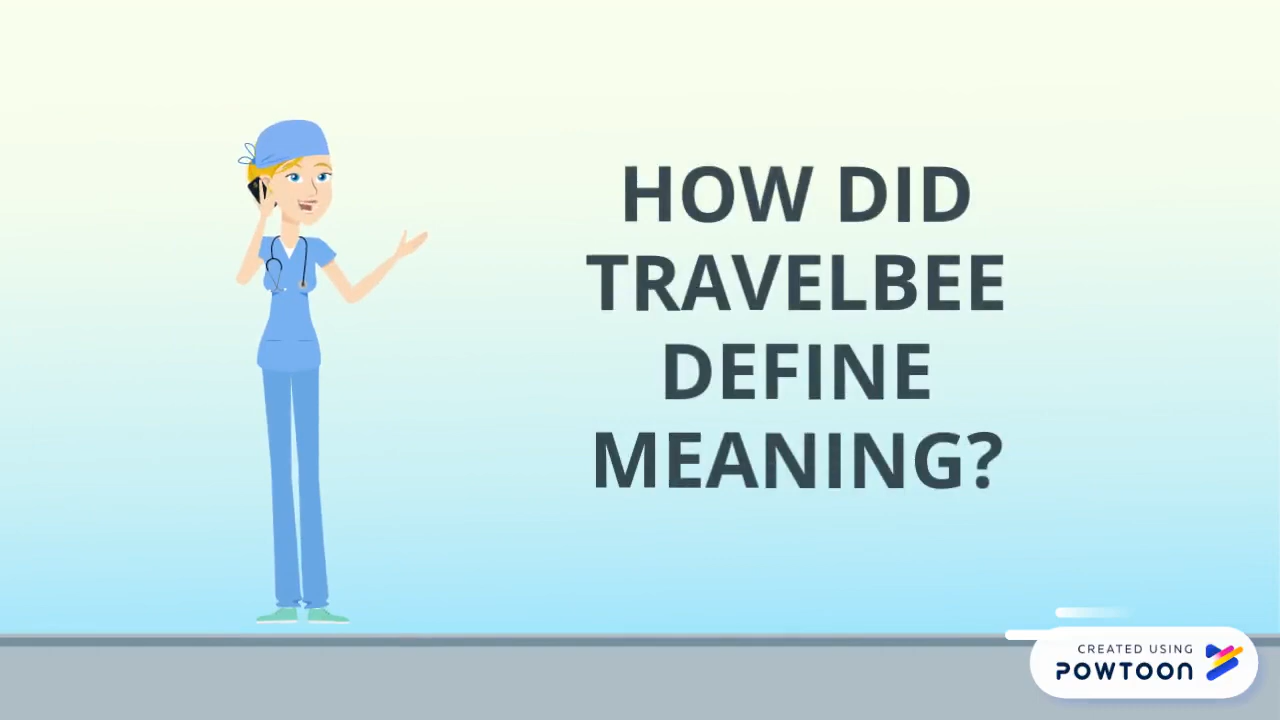 HOW DID
TRAVELBEE
DEFINE
MEANING?
CREATED USING
POWTOON